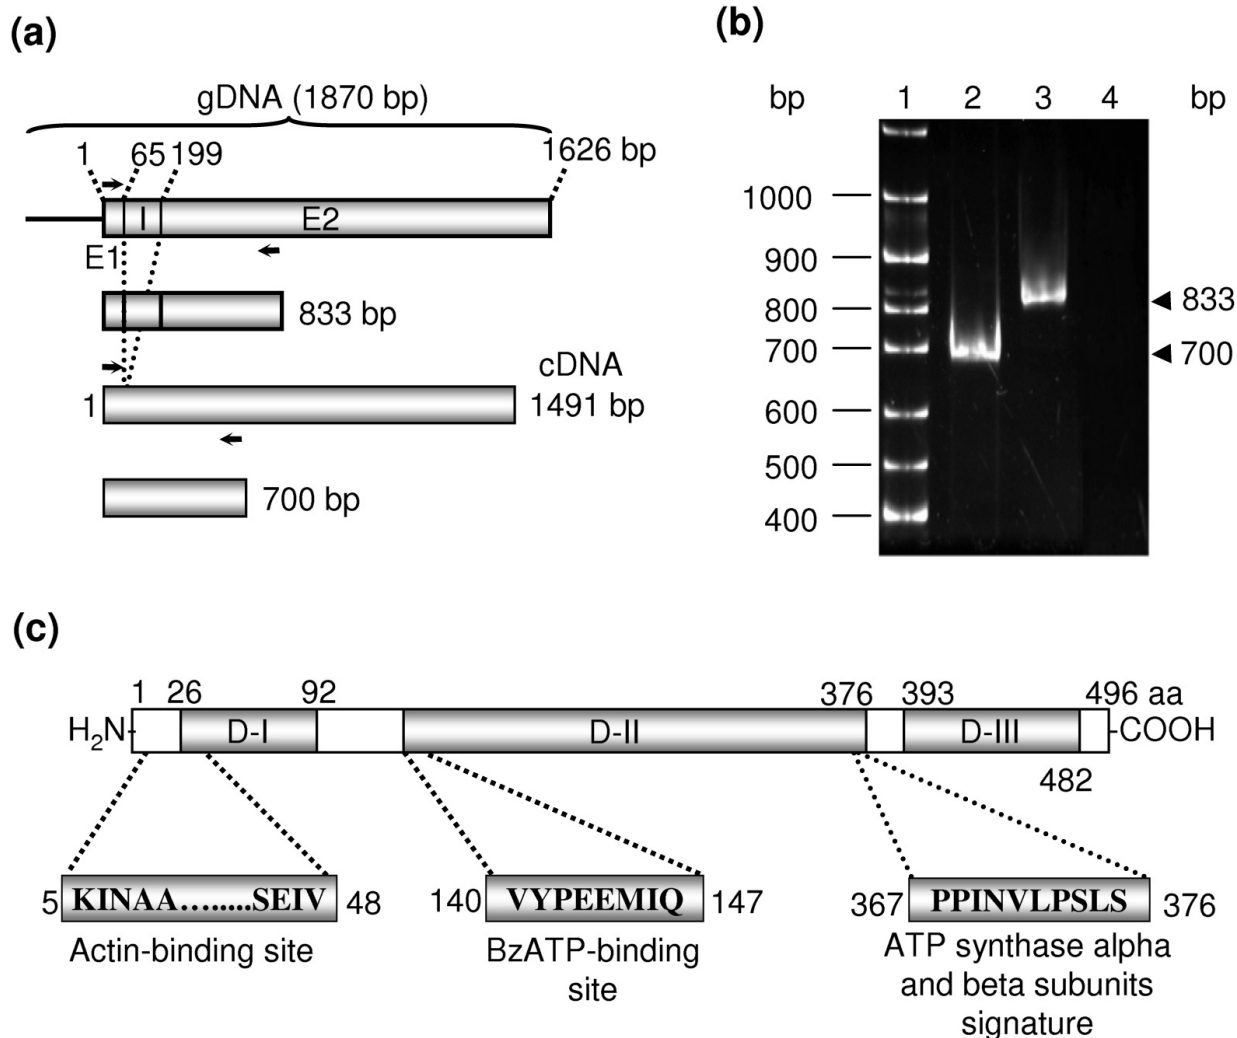 (a)
gDNA (1870 bp)
1 65 199 1626 bp
I E2
E1
833 bp
cDNA
1 1491 bp
700 bp
(b)
bp 1 2 3 4 bp
1000
900
833
800
700 700
600
500
400
(c)
1 26 92 376 393 496 aa
H2N- D-I D-II D-III -COOH
482
5 KINAA.........SEIV 48 140 VYPEEMIQ 147 367 PPINVLPSLS 376
Actin-binding site
BzATP-binding
site
ATP synthase alpha
and beta subunits
signature